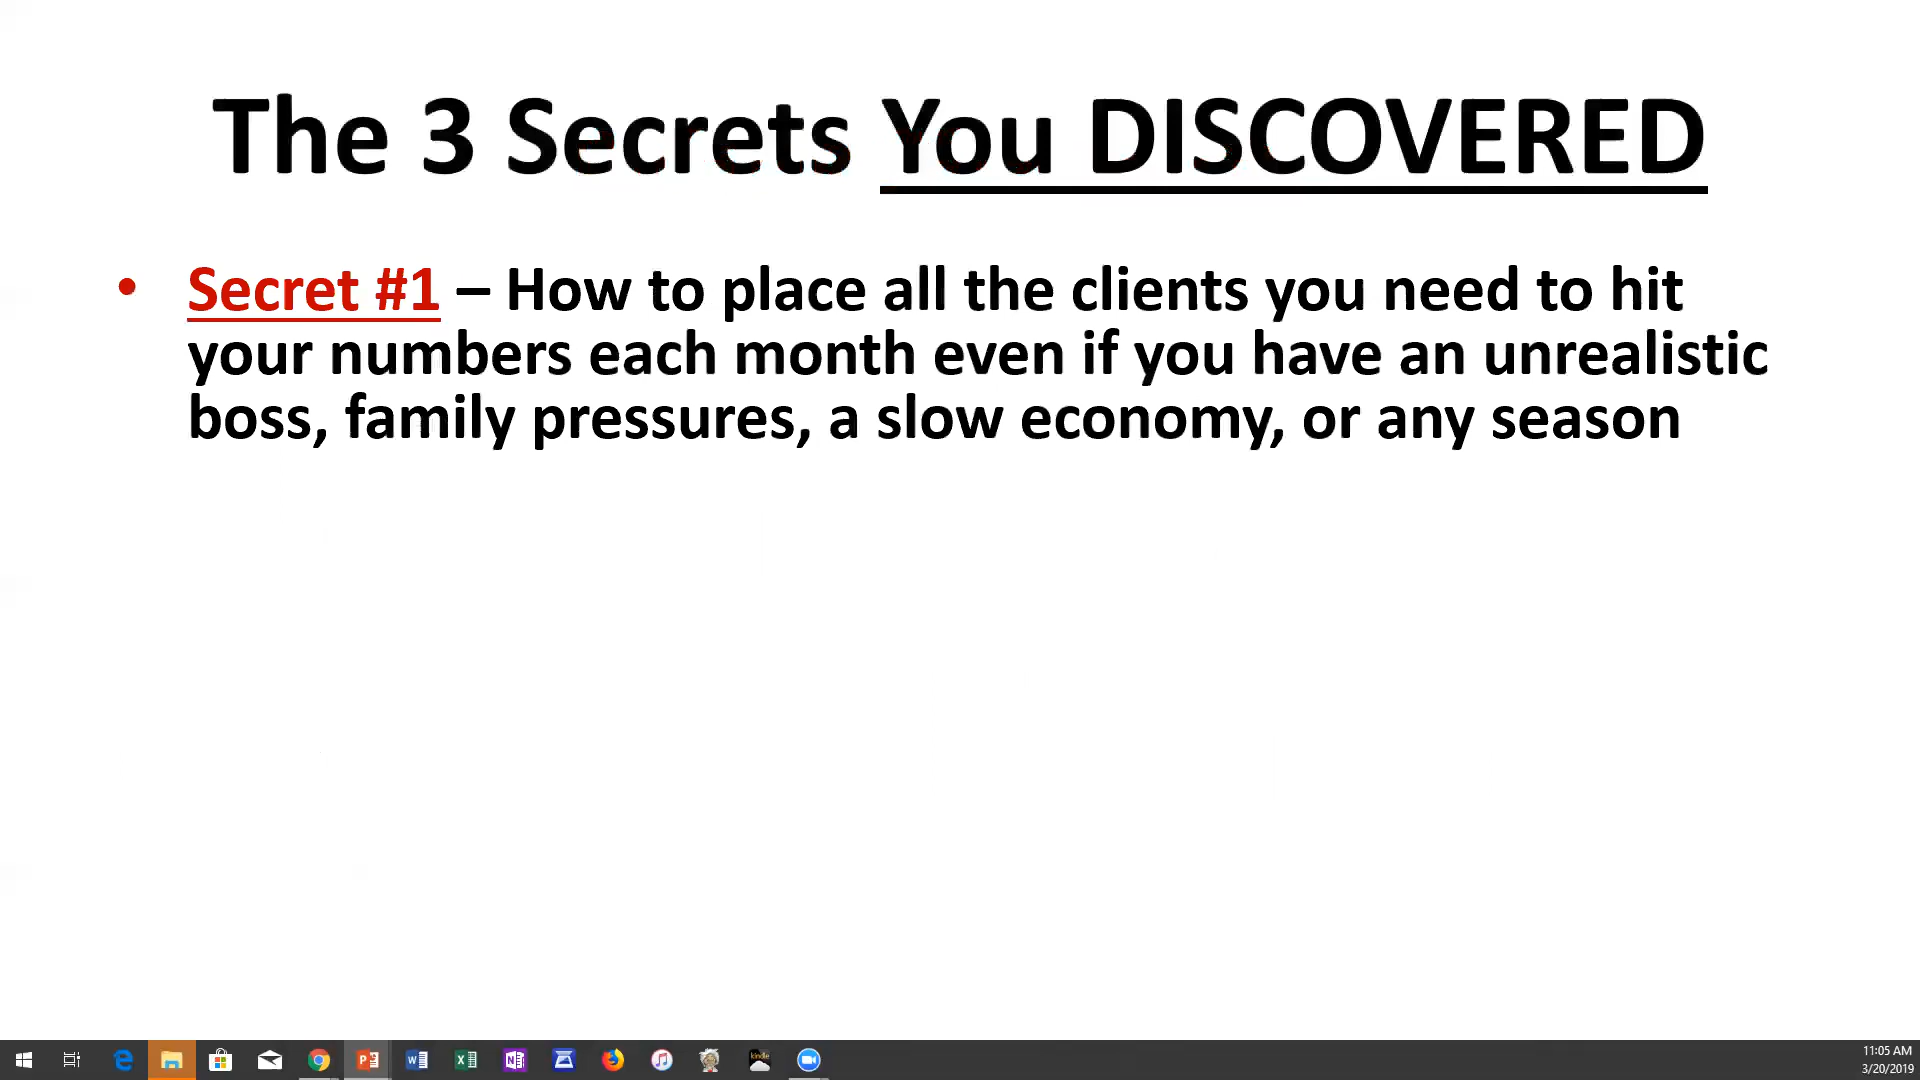 The 3 Secrets You DISCOVERED
• Secret #1 – How to place all the clients you need to hit
your numbers each month even if you have an unrealistic
boss, family pressures, a slow economy, or any season
kindle
11:05 AM
3/20/2019